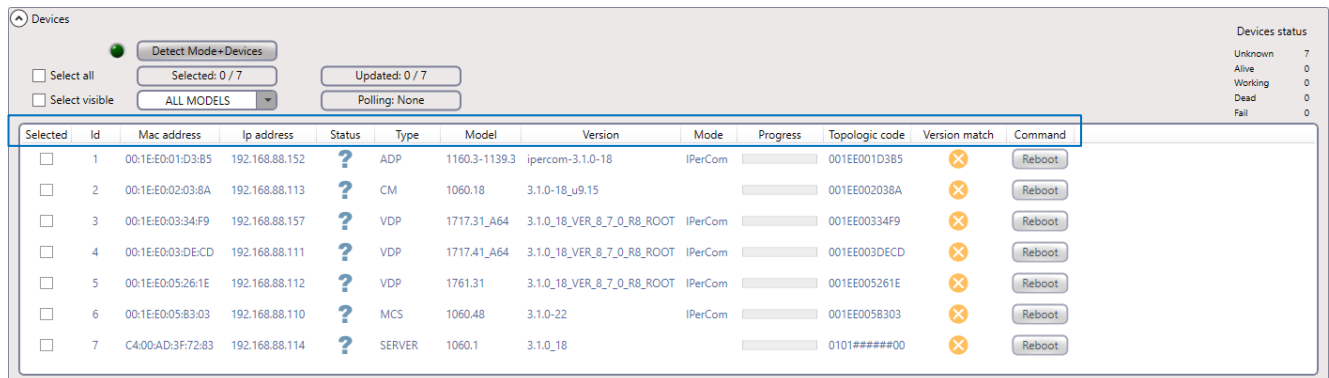 Devices
Devices status
Detect Mode+Devices
Unknown 7
Select all Selected: 0 / 7 Updated: 0 / 7
Alive 0
Working 0
Select visible ALL MODELS Polling: None
Dead 0
Fail 0
Selected Id Mac address Ip address Status Type Model Version Mode Progress Topologic code Version match Command
1 00:1E:E0:01:D3:B5 192.168.88.152 ? ADP 1160.3-1139.3 ipercom-3.1.0-18 IPerCom 001EE001D3B5 Reboot
2 00:1E:E0:02:03:8A 192.168.88.113 ? CM 1060.18 3.1.0-18_u9.15 001EE002038A Reboot
3 00:1E:E0:03:34:F9 192.168.88.157 ? VDP 1717.31_A64 3.1.0_18_VER_8_7_0_R8_ROOT IPerCom 001EE00334F9 Reboot
4 00:1E:E0:03:DE:CD 192.168.88.111 ? VDP 1717.41_A64 3.1.0_18_VER_8_7_0_R8_ROOT IPerCom 001EE003DECD Reboot
5 00:1E:E0:05:26:1E 192.168.88.112 ? VDP 1761.31 3.1.0_18_VER_8_7_0_R8_ROOT IPerCom 001EE005261E Reboot
6 00:1E:E0:05:B3:03 192.168.88.110 ? MCS 1060.48 3.1.0-22 IPerCom 001EE005B303 Reboot
7 C4:00:AD:3F:72:83 192.168.88.114 ? SERVER 1060.1 3.1.0_18 0101######00 Reboot